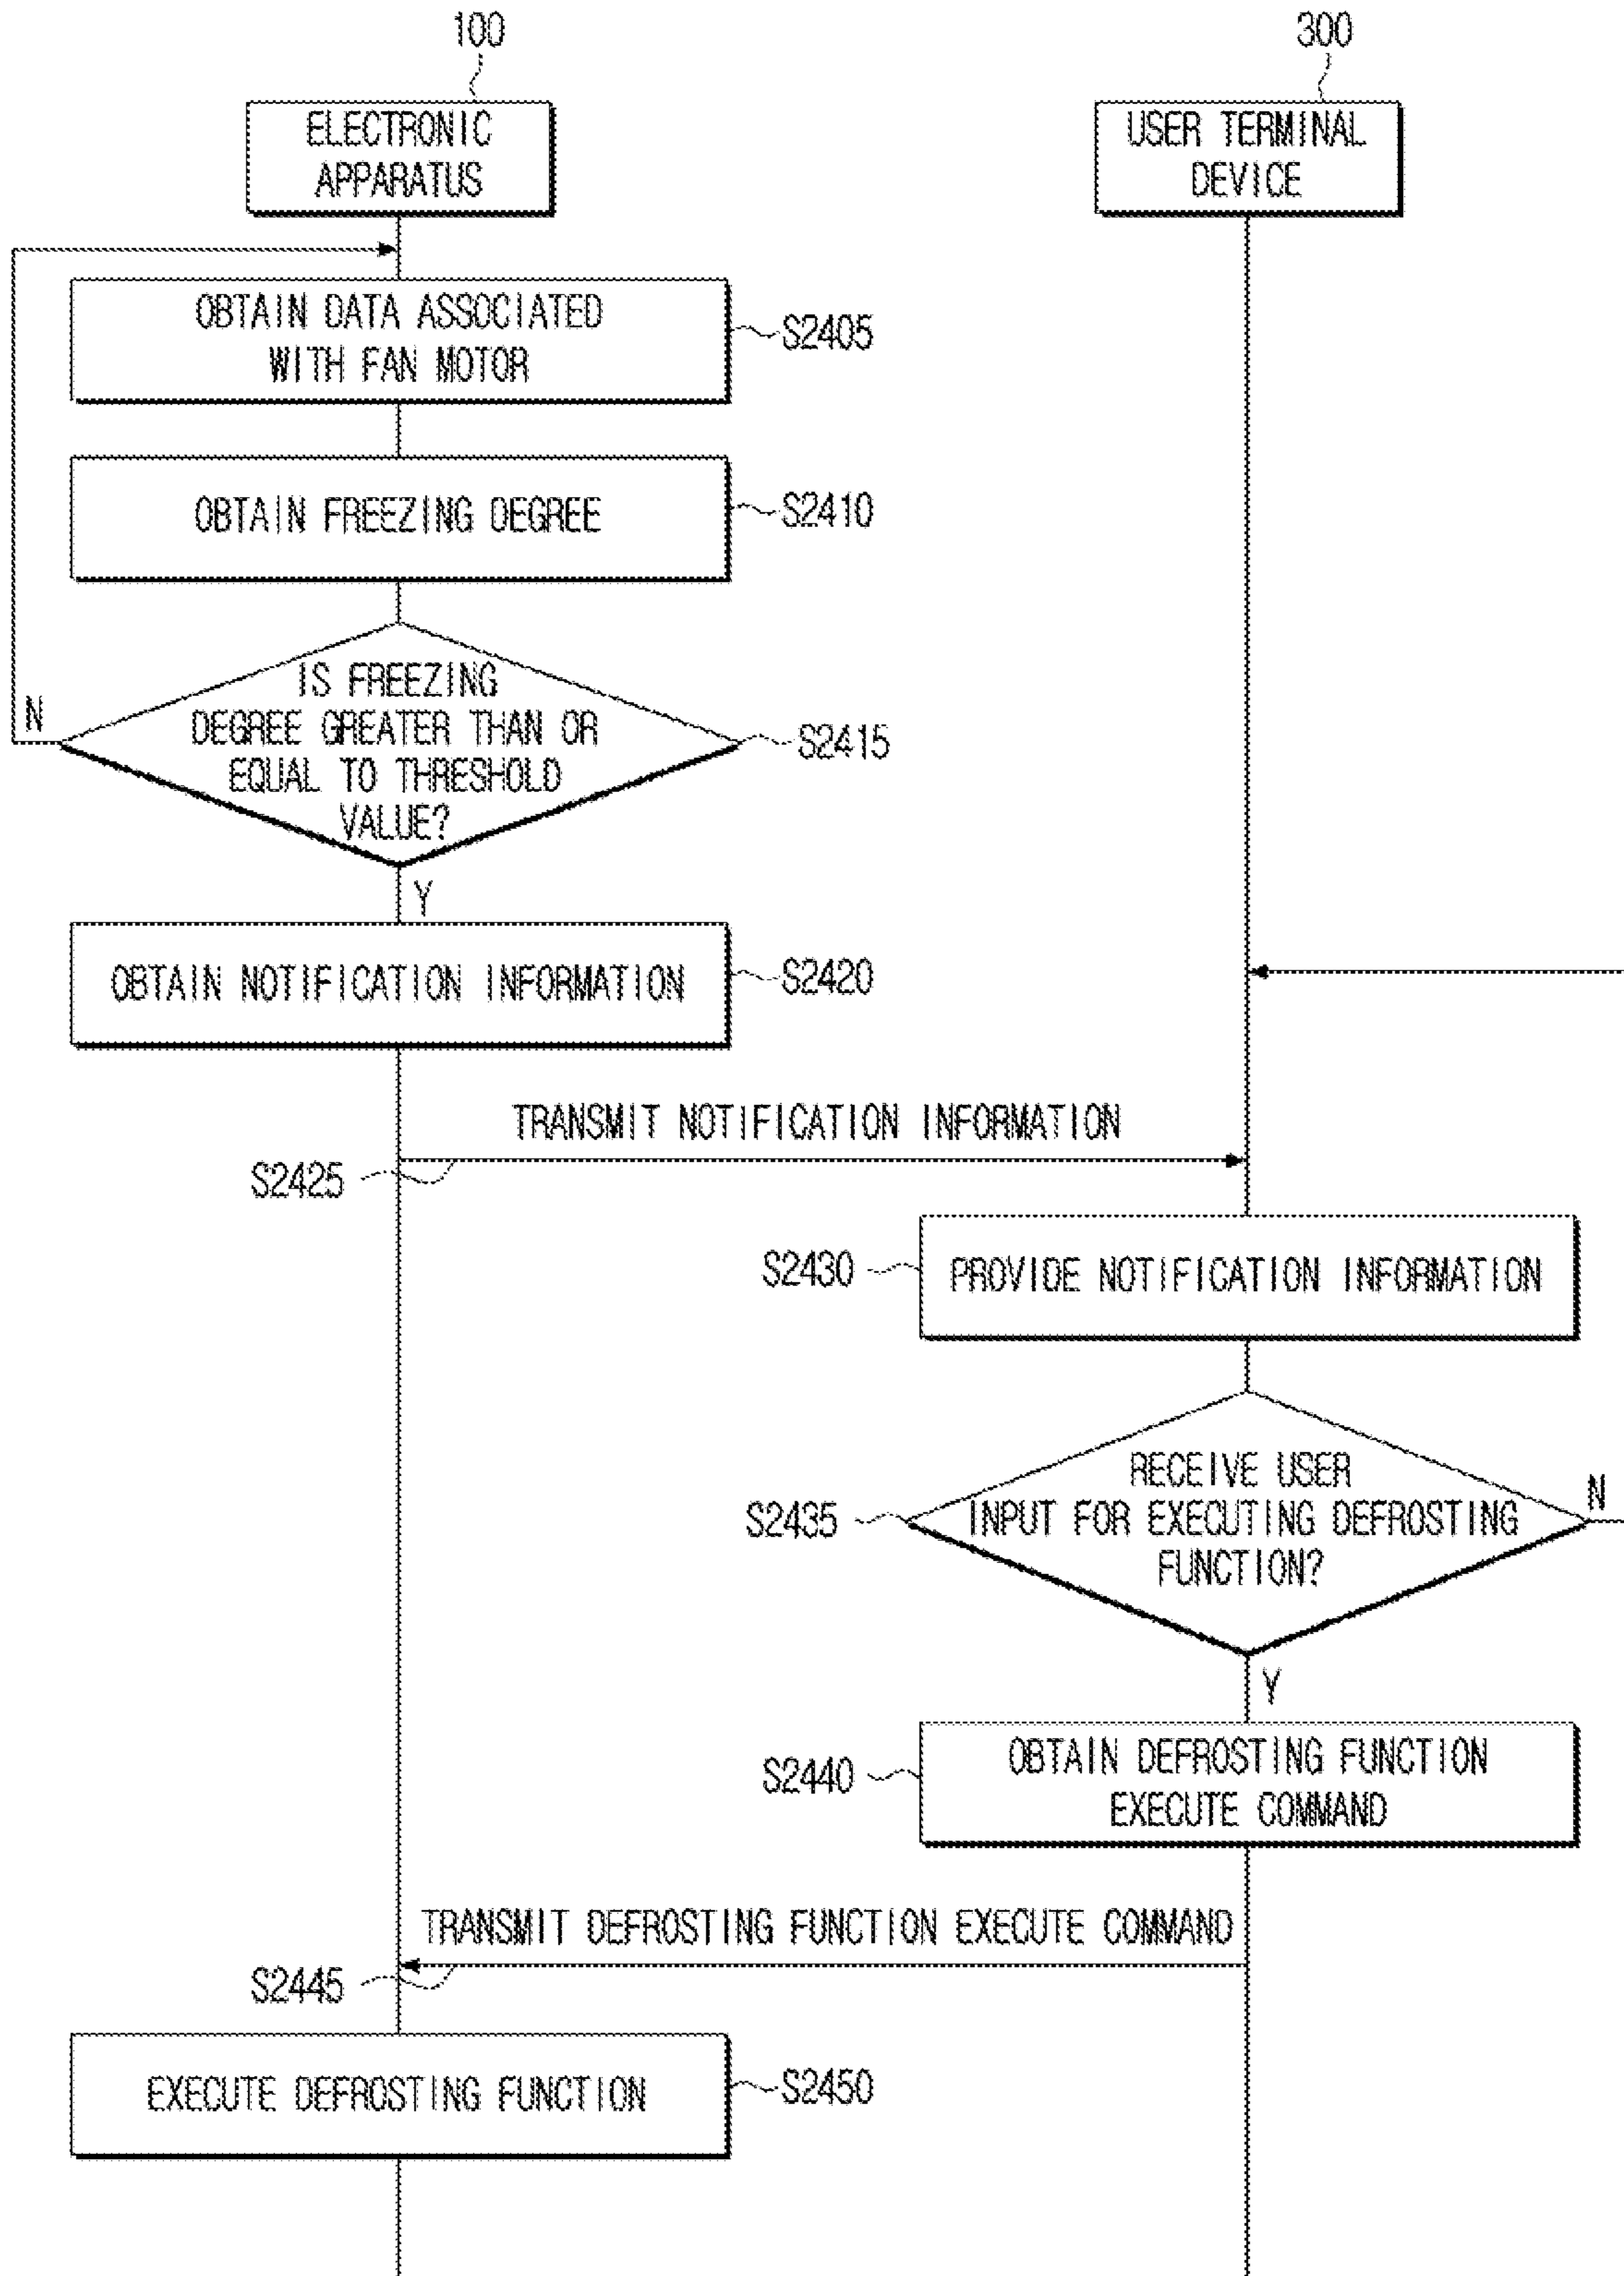 100
300
ELECTRONIC
APPARATUS
USER TERMINAL
DEVICE
OBTAIN DATA ASSOCIATED
WITH FAN MOTOR
S2405
OBTAIN FREEZING DEGREE
S2410
IS FREEZING
DEGREE GREATER THAN OR
EQUAL TO THRESHOLD
VALUE?
N
S2415
Y
OBTAIN NOTIFICATION INFORMATION
S2420
TRANSMIT NOTIFICATION INFORMATION
S2425
S2430
PROVIDE NOTIFICATION INFORMATION
RECEIVE USER
INPUT FOR EXECUTING DEFROSTING
FUNCTION?
S2435
N
Y
S2440
OBTAIN DEFROSTING FUNCTION
EXECUTE COMMAND
TRANSMIT DEFROSTING FUNCTION EXECUTE COMMAND
S2445
EXECUTE DEFROSTING FUNCTION
S2450